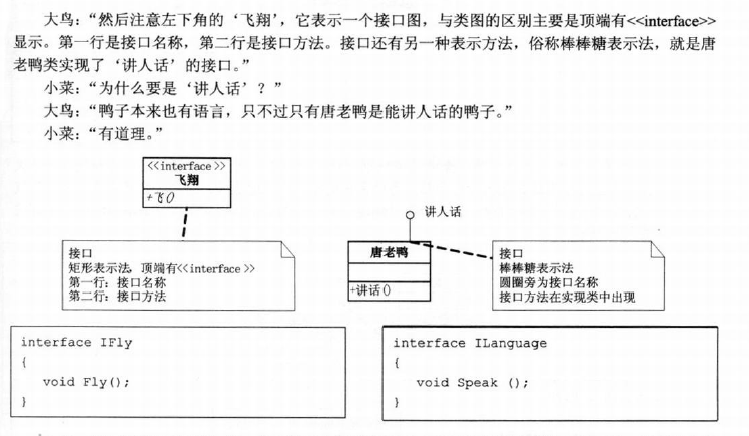 大鸟：“然后注意左下角的‘飞翔’，它表示一个接口图，与类图的区别主要是顶端有<<interface>>
显示。第一行是接口名称，第二行是接口方法。接口还有另一种表示方法，俗称棒棒糖表示法，就是唐
老鸭类实现了‘讲人话’的接口。”
小菜：“为什么要是‘讲人话’？”
大鸟：“鸭子本来也有语言，只不过只有唐老鸭是能讲人话的鸭子。”
小菜：“有道理。”
<<interface>>
飞翔
+飞()
讲人话
唐老鸭
+讲话()
接口
矩形表示法，顶端有<<interface>>
第一行：接口名称
第二行：接口方法
接口
棒棒糖表示法
圆圈旁为接口名称
接口方法在实现类中出现
interface IFly
{
void Fly();
}
interface ILanguage
{
void Speak ();
}